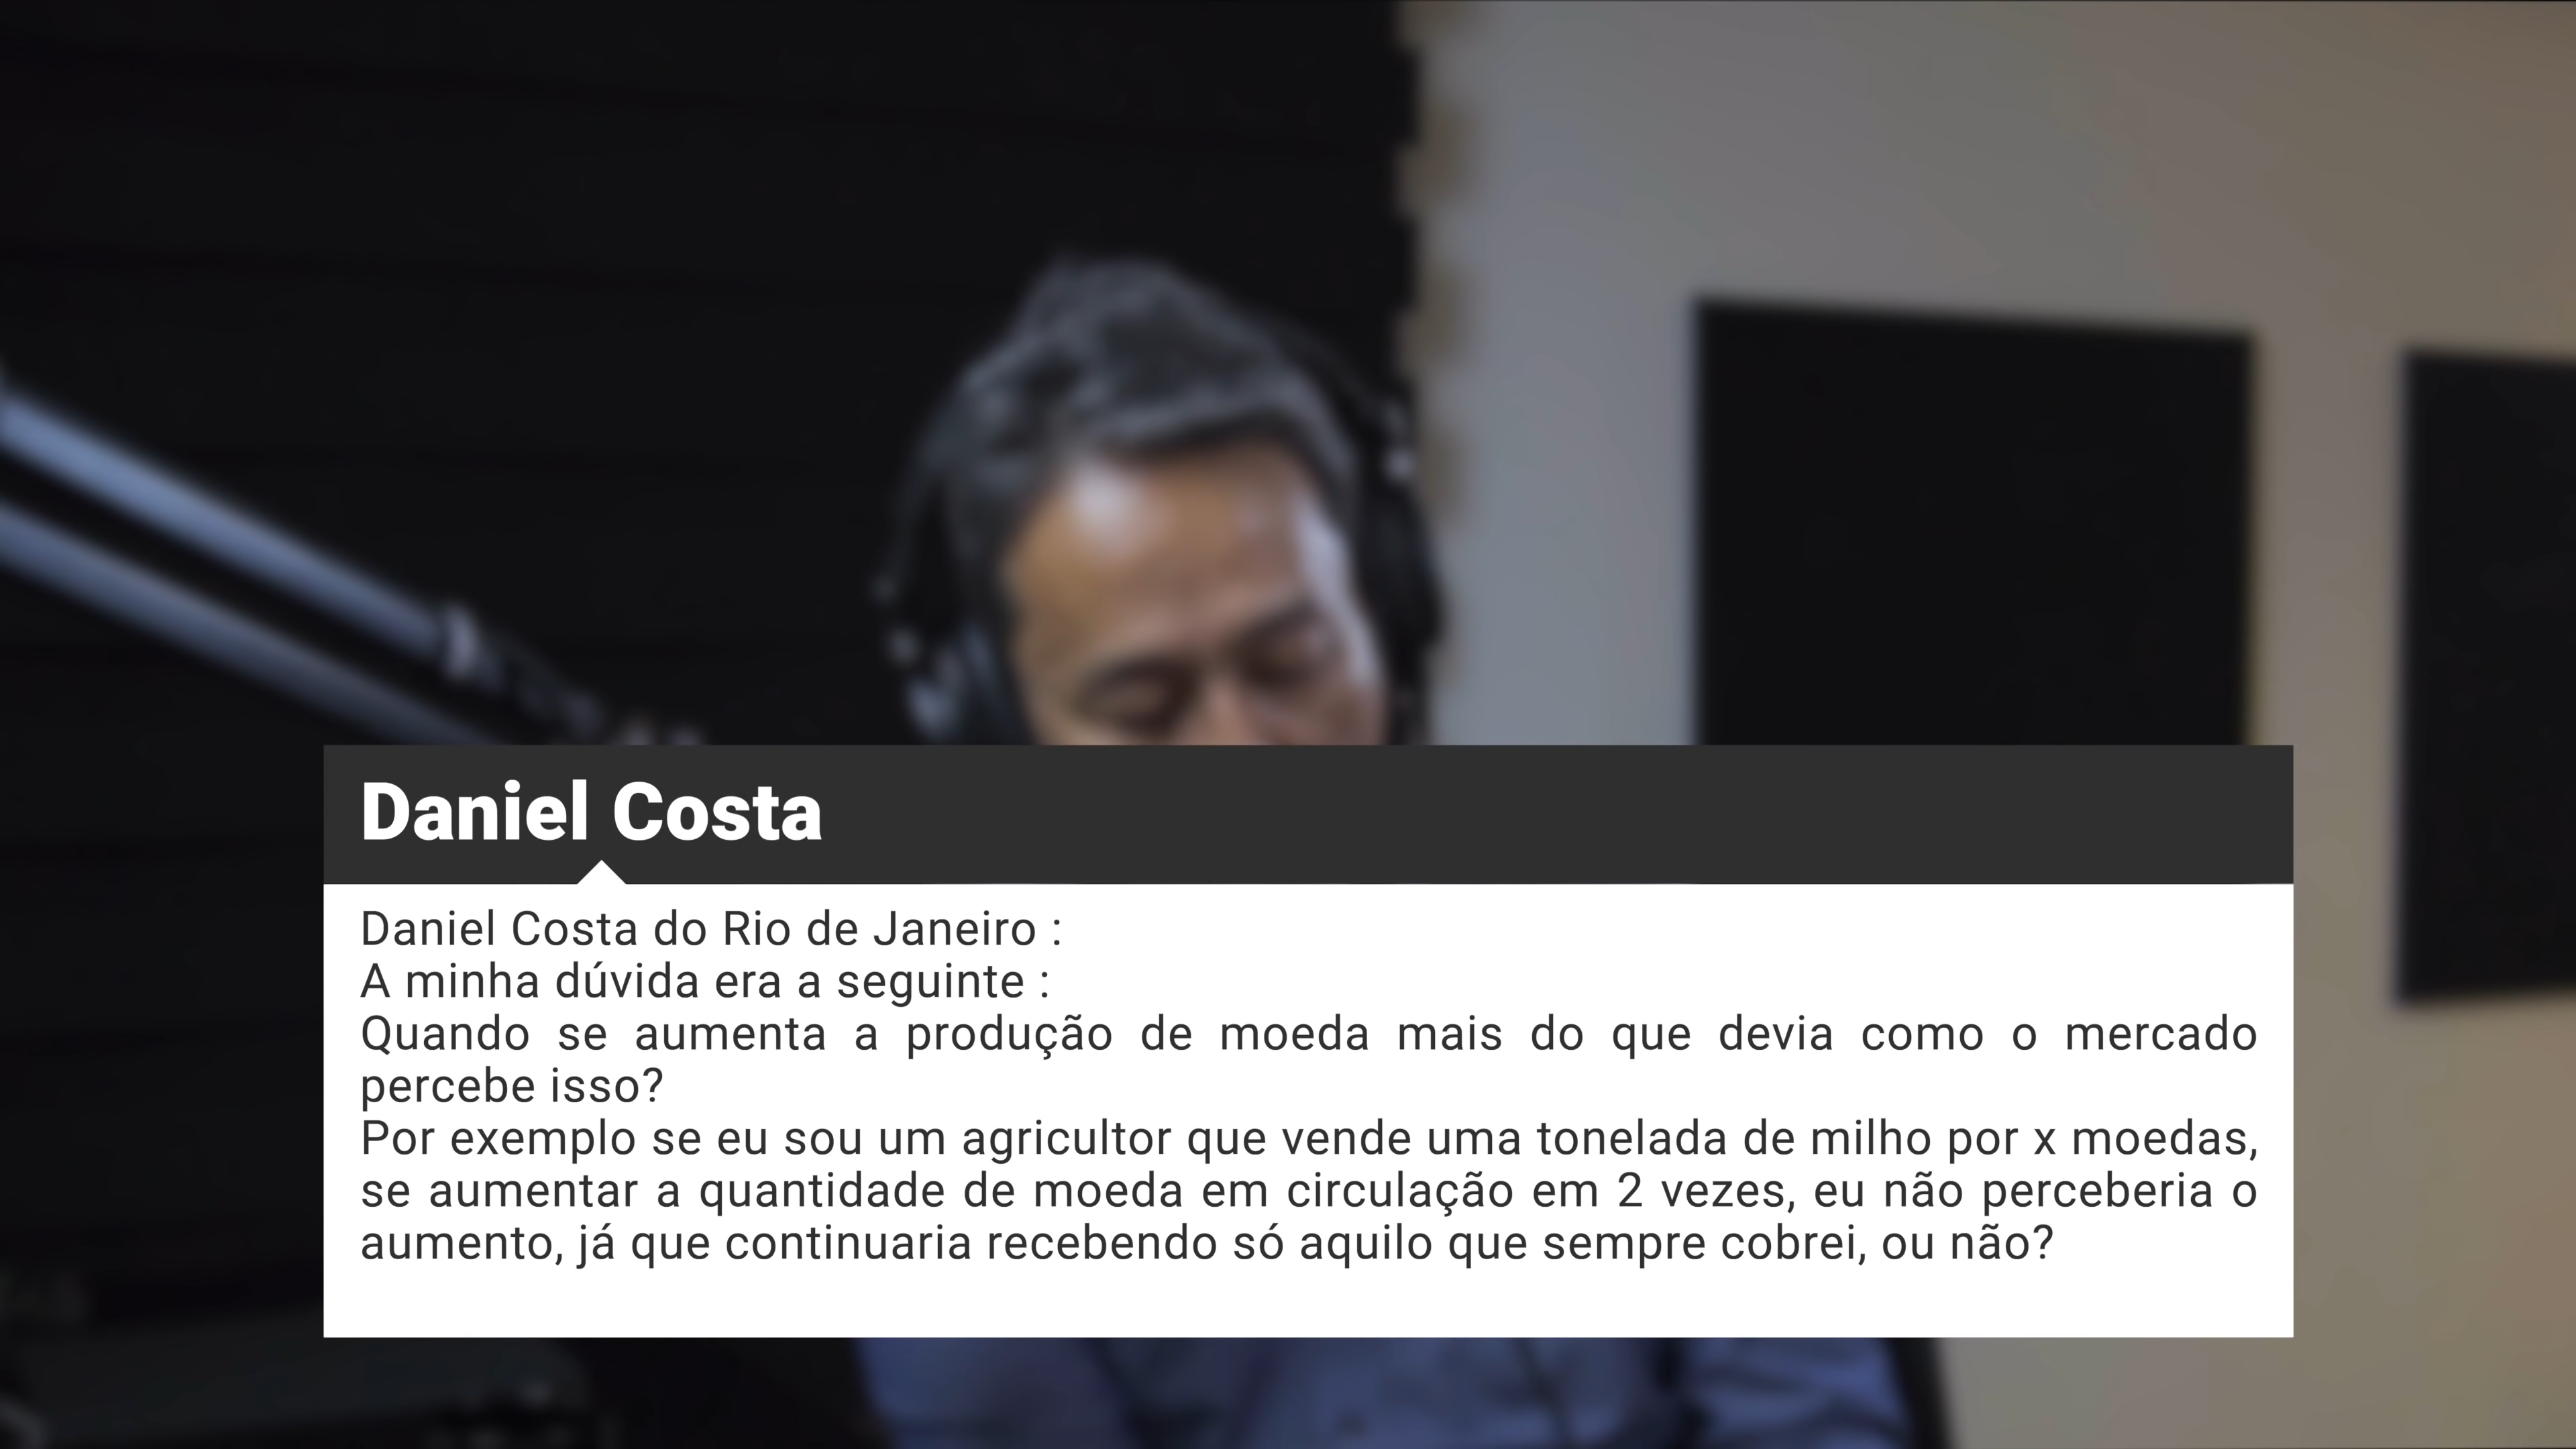 Daniel Costa
Daniel Costa do Rio de Janeiro :
A minha dúvida era a seguinte :
Quando se aumenta a produção de moeda mais do que devia como o mercado
percebe isso?
Por exemplo se eu sou um agricultor que vende uma tonelada de milho por x moedas,
se aumentar a quantidade de moeda em circulação em 2 vezes, eu não perceberia o
aumento, já que continuaria recebendo só aquilo que sempre cobrei, ou não?